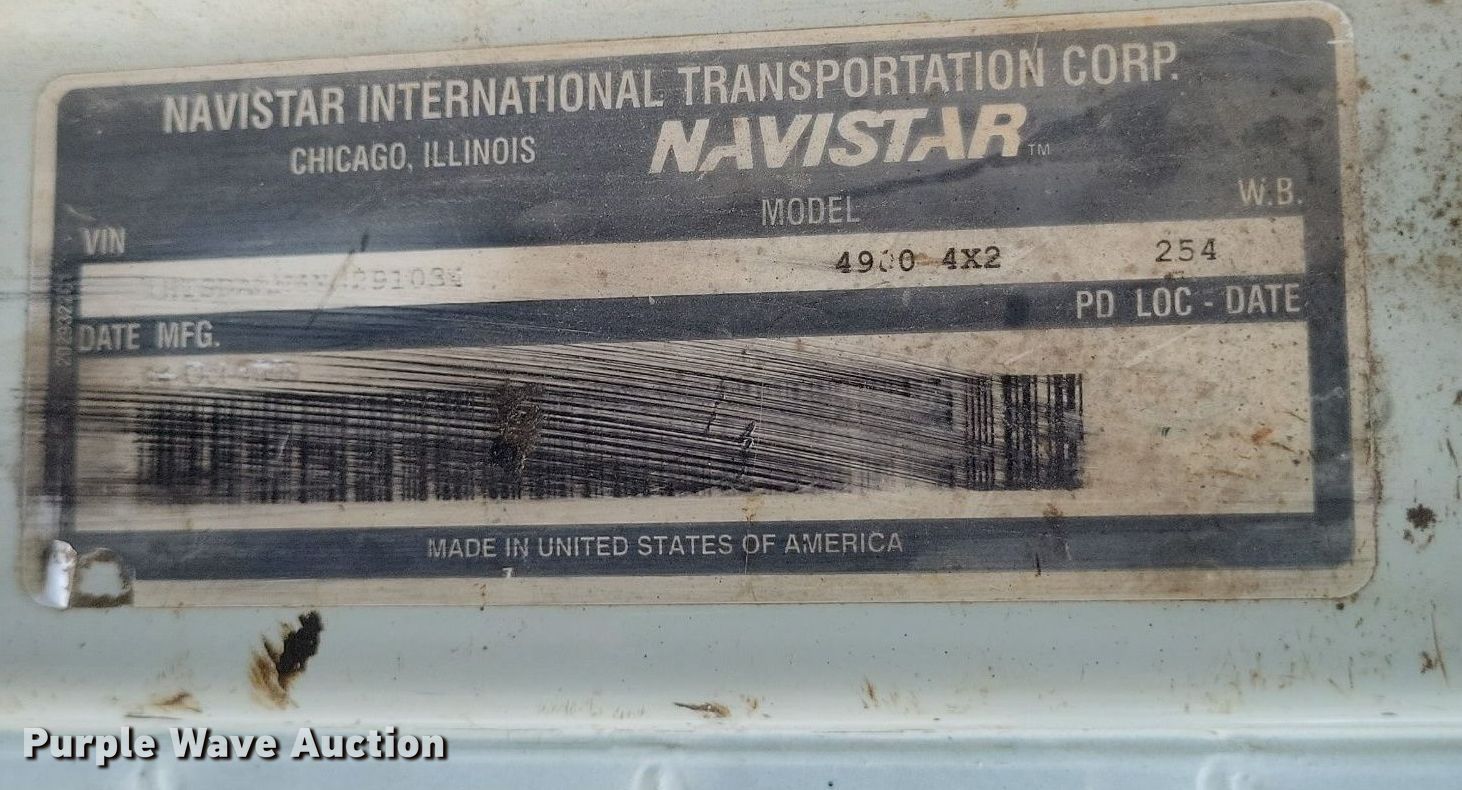 NAVISTAR INTERNATIONAL TRANSPORTATION CORP.
CHICAGO, ILLINOIS NAVISTAR™
VIN MODEL W.B.
4900 4X2 254
DATE MFG. PD LOC - DATE
MADE IN UNITED STATES OF AMERICA
Purple Wave Auction